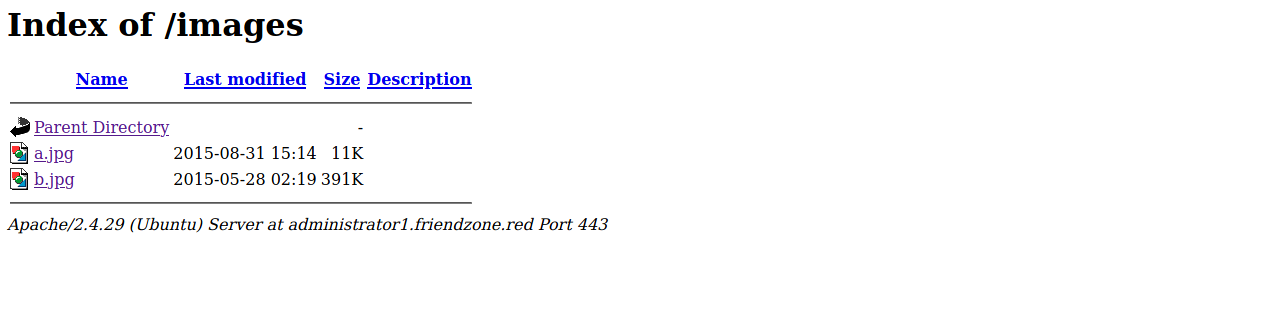 Index of /images
Name Last modified Size Description
Parent Directory -
a.jpg 2015-08-31 15:14 11K
b.jpg 2015-05-28 02:19 391K
Apache/2.4.29 (Ubuntu) Server at administrator1.friendzone.red Port 443